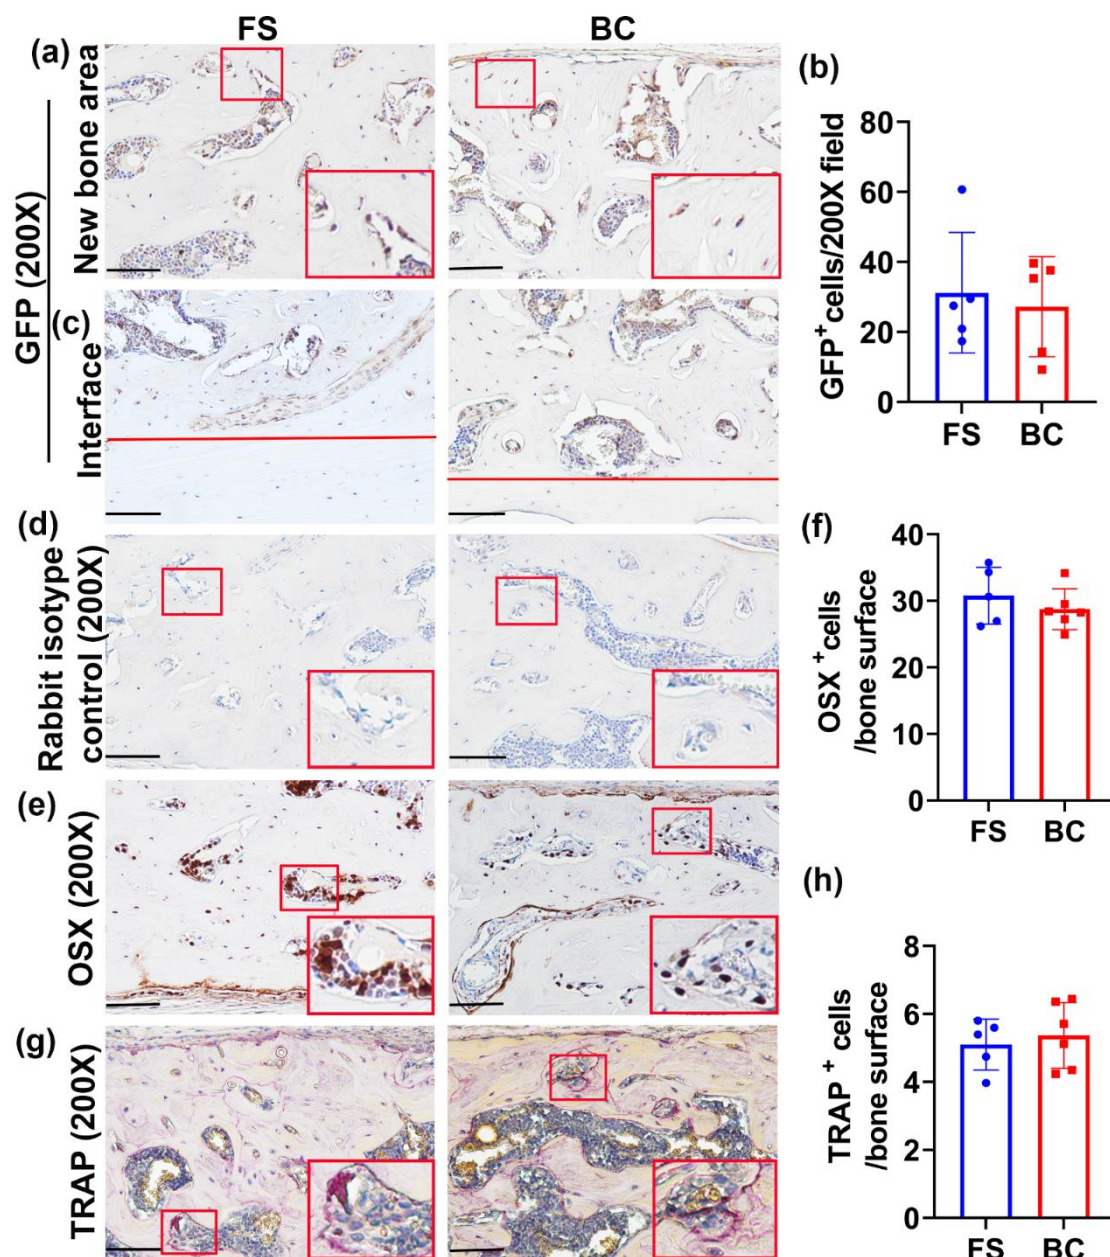 FS
BC
(a)
New bone area
GFP (200X)
(b)
GFP+cells/200X field
80
60
40
20
0
FS
BC
(c)
Interface
(d)
Rabbit isotype
control (200X)
(e)
OSX (200X)
(f)
OSX +cells
/bone surface
40
30
20
10
0
FS
BC
(g)
TRAP (200X)
(h)
TRAP + cells
/bone surface
8
6
4
2
0
FS
BC